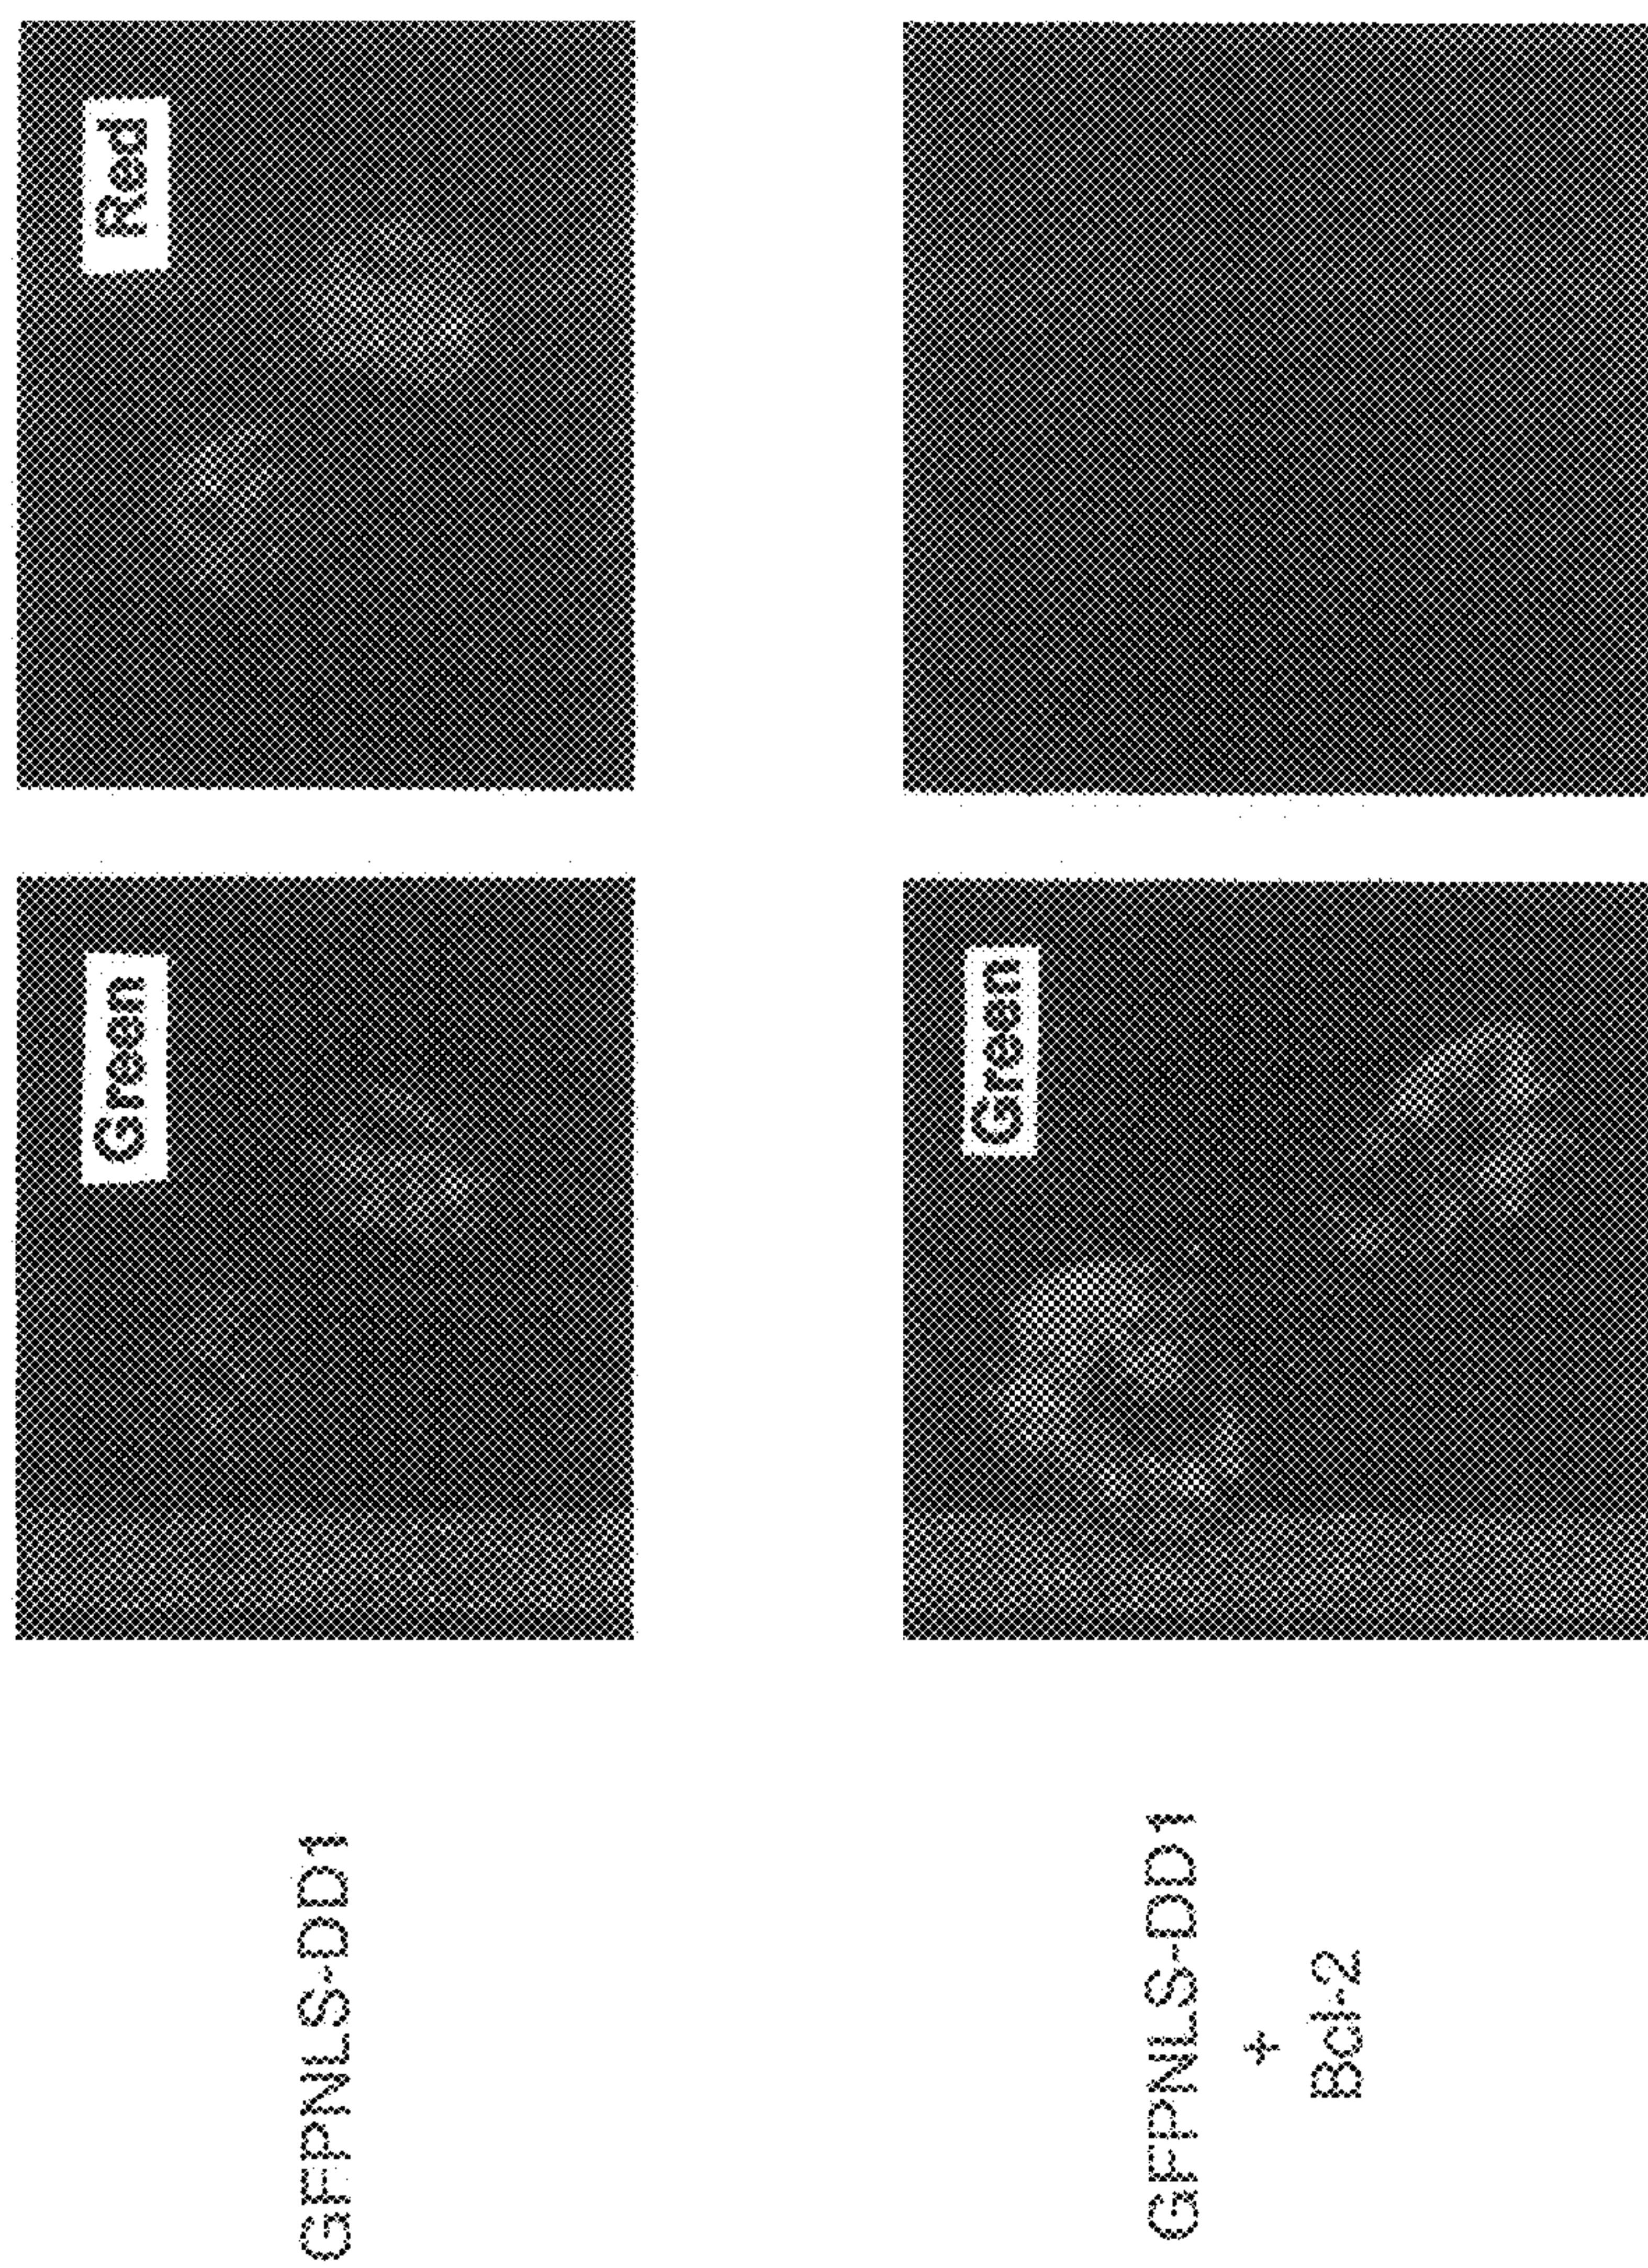 GFPNLS-DD1
Green
Red
GFPNLS-DD1
+
Bcl-2
Green